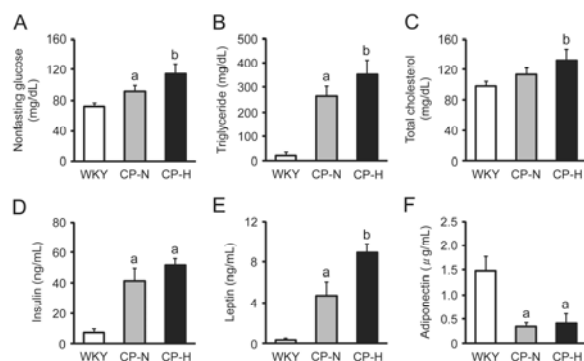 A
Nonfasting glucose
(mg/dL)
160
120
80
40
0
a
b
WKY CP-N CP-H
B
Triglyceride (mg/dL)
500
400
300
200
100
0
a
b
WKY CP-N CP-H
C
Total cholesterol
(mg/dL)
160
120
80
40
0
b
WKY CP-N CP-H
D
Insulin (ng/mL)
80
60
40
20
0
a
a
WKY CP-N CP-H
E
Leptin (ng/mL)
12
8
4
0
a
b
WKY CP-N CP-H
F
Adiponectin (μg/mL)
2.5
2.0
1.5
1.0
0.5
0
a
a
WKY CP-N CP-H